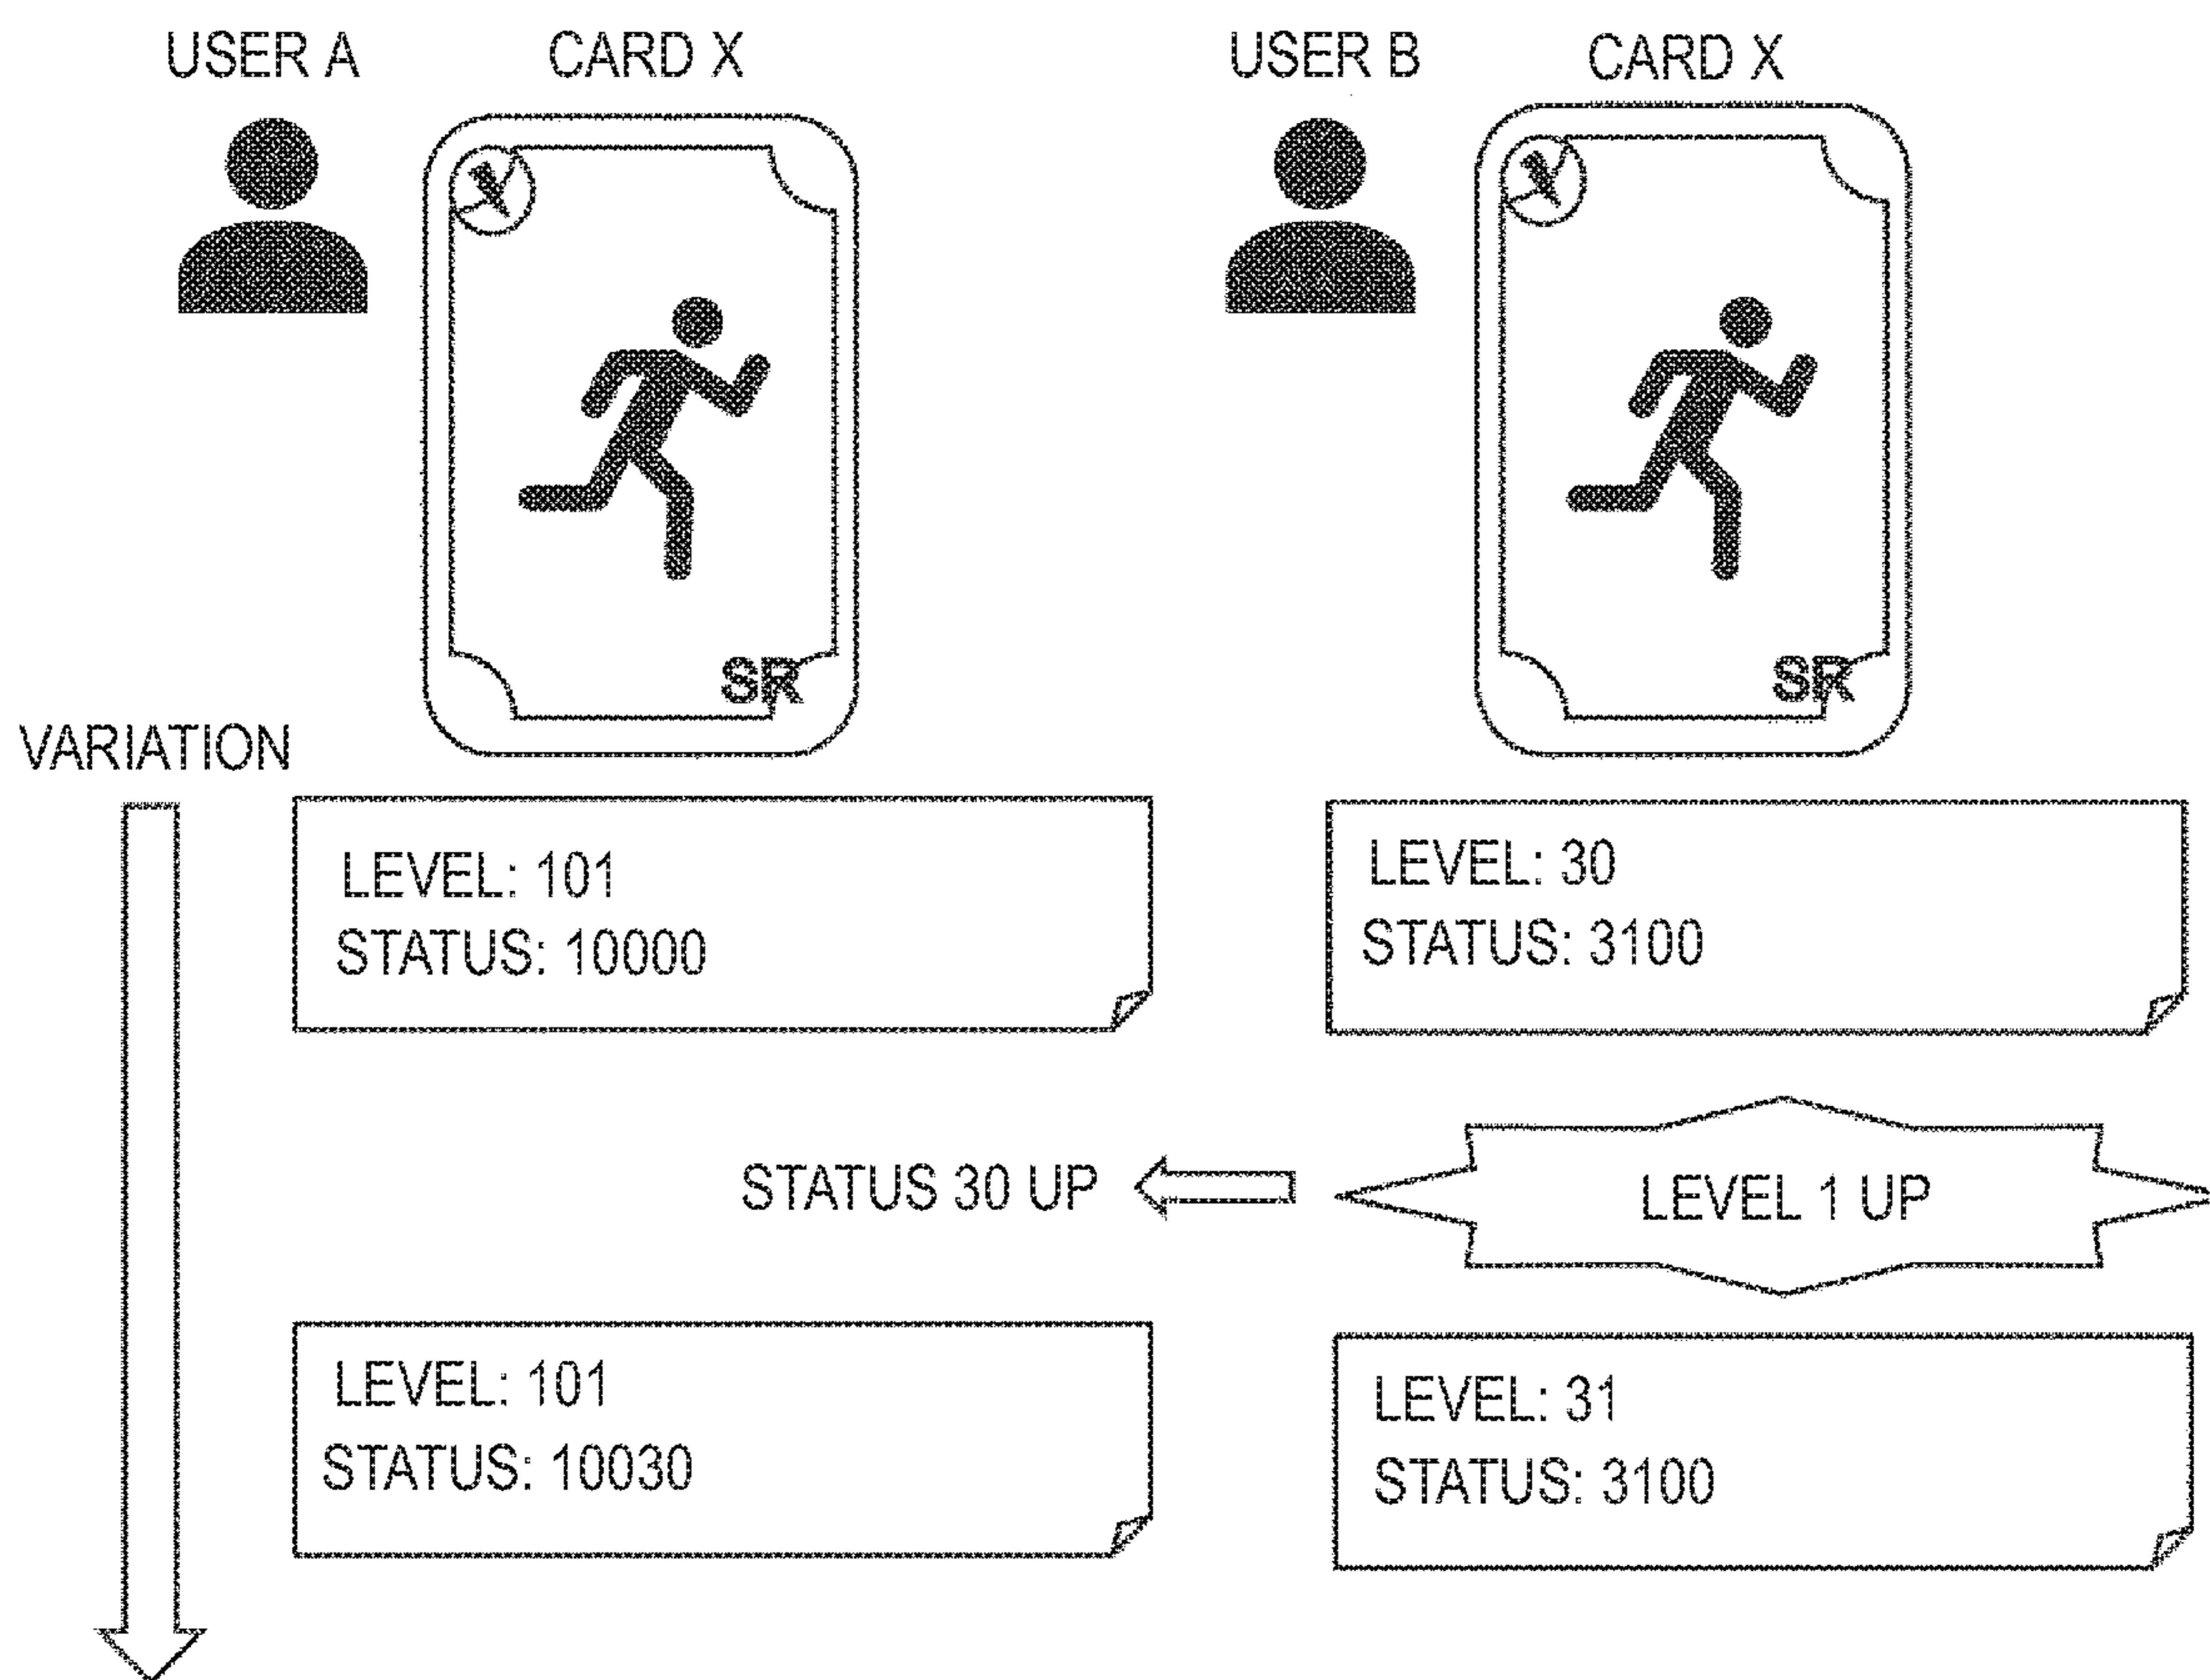 USER A
CARD X
USER B
CARD X
SR
SR
VARIATION
LEVEL: 101
STATUS: 10000
LEVEL: 30
STATUS: 3100
STATUS 30 UP
LEVEL 1 UP
LEVEL: 101
STATUS: 10030
LEVEL: 31
STATUS: 3100